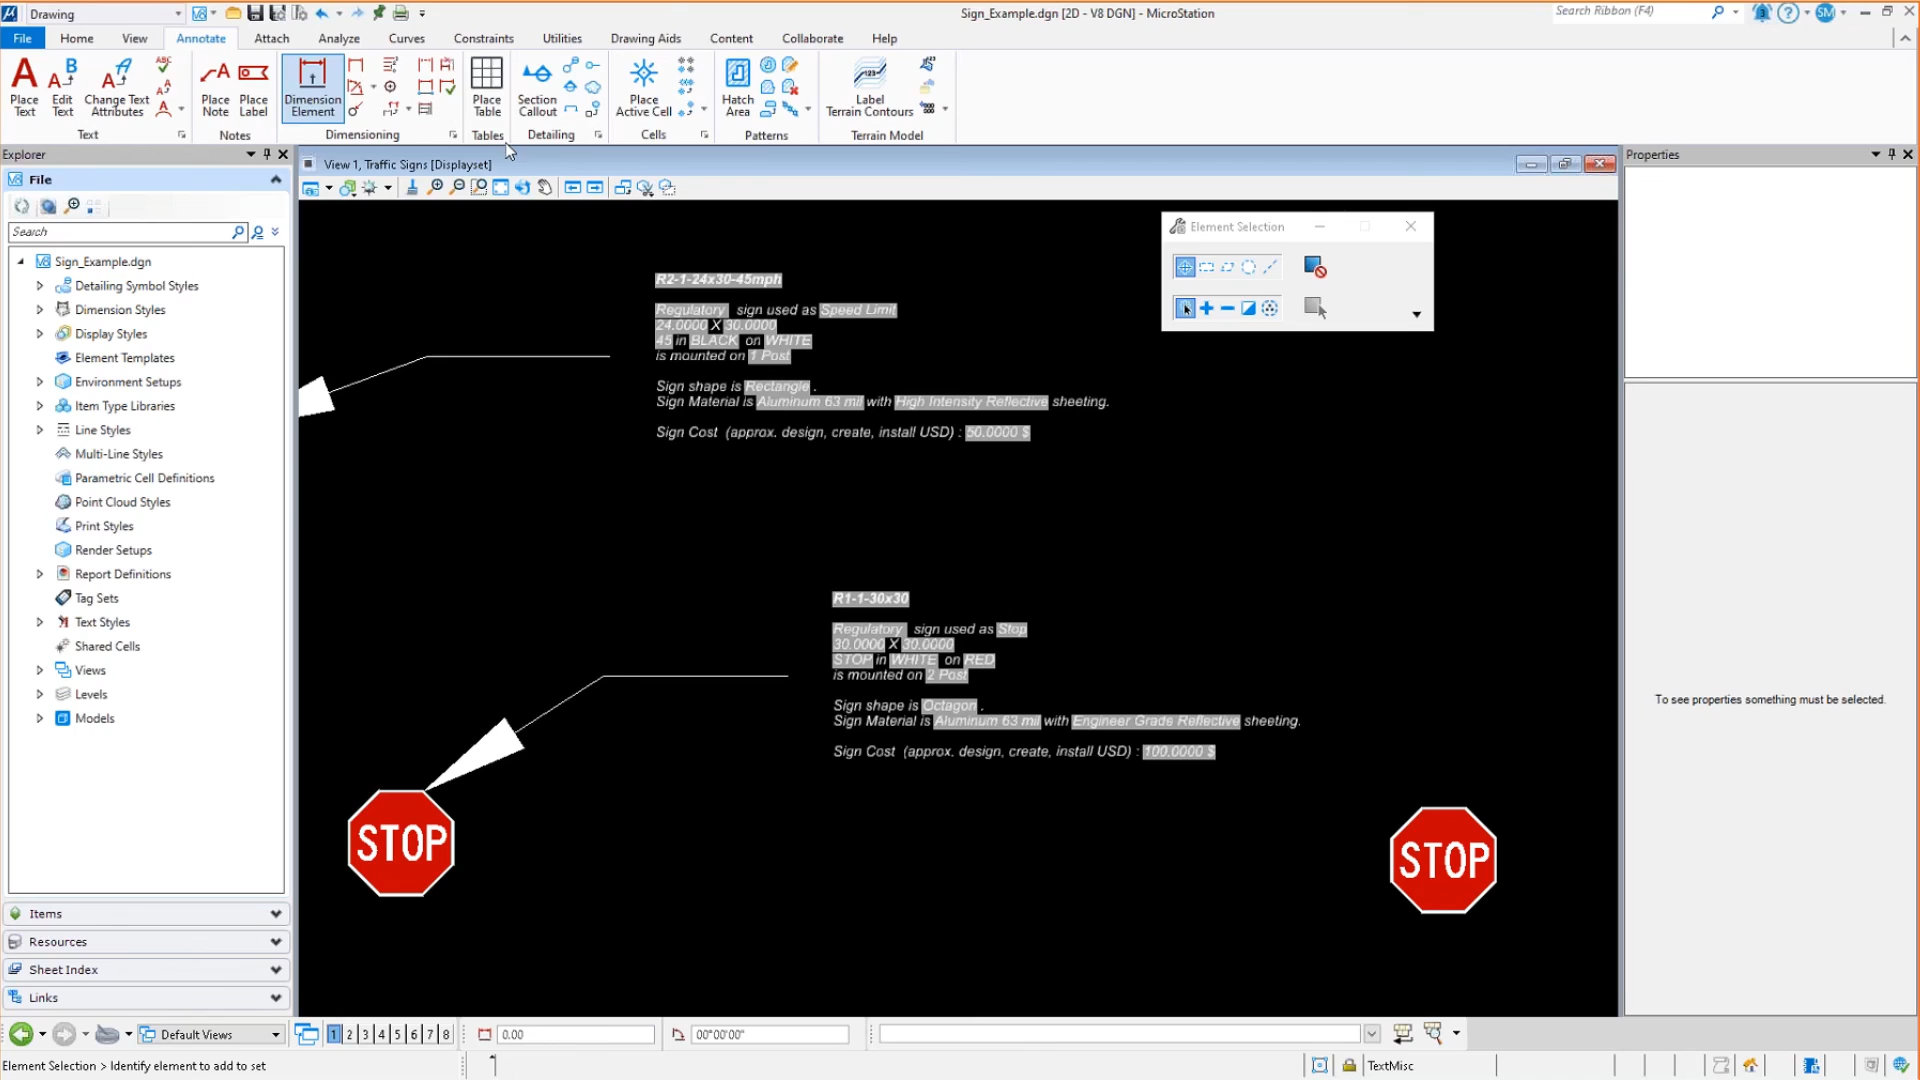 Drawing
Sign_Example.dgn [2D - V8 DGN] - MicroStation
Search Ribbon (F4)
SM
File
Home
View
Annotate
Attach
Analyze
Curves
Constraints
Utilities
Drawing Aids
Content
Collaborate
Help
Place Text
Edit Text
Change Text Attributes
Place Note
Place Label
Dimension Element
Place Table
Section Callout
Place Active Cell
Hatch Area
Label Terrain Contours
Text
Notes
Dimensioning
Tables
Detailing
Cells
Patterns
Terrain Model
Explorer
File
Search
Sign_Example.dgn
Detailing Symbol Styles
Dimension Styles
Display Styles
Element Templates
Environment Setups
Item Type Libraries
Line Styles
Multi-Line Styles
Parametric Cell Definitions
Point Cloud Styles
Print Styles
Render Setups
Report Definitions
Tag Sets
Text Styles
Shared Cells
Views
Levels
Models
Items
Resources
Sheet Index
Links
View 1, Traffic Signs [Displayset]
Element Selection
R2-1-24x30-45mph
Regulatory sign used as Speed Limit
24.0000 X 30.0000
45 in BLACK on WHITE
is mounted on 1 Post
Sign shape is Rectangle .
Sign Material is Aluminum 63 mil with High Intensity Reflective sheeting.
Sign Cost (approx. design, create, install USD) : 50.0000 $
R1-1-30x30
Regulatory sign used as Stop
30.0000 X 30.0000
STOP in WHITE on RED
is mounted on 2 Post
Sign shape is Octagon .
Sign Material is Aluminum 63 mil with Engineer Grade Reflective sheeting.
Sign Cost (approx. design, create, install USD) : 100.0000 $
STOP
STOP
Properties
To see properties something must be selected.
Default Views
1 2 3 4 5 6 7 8
0.00
00°00'00"
Element Selection > Identify element to add to set
TextMisc